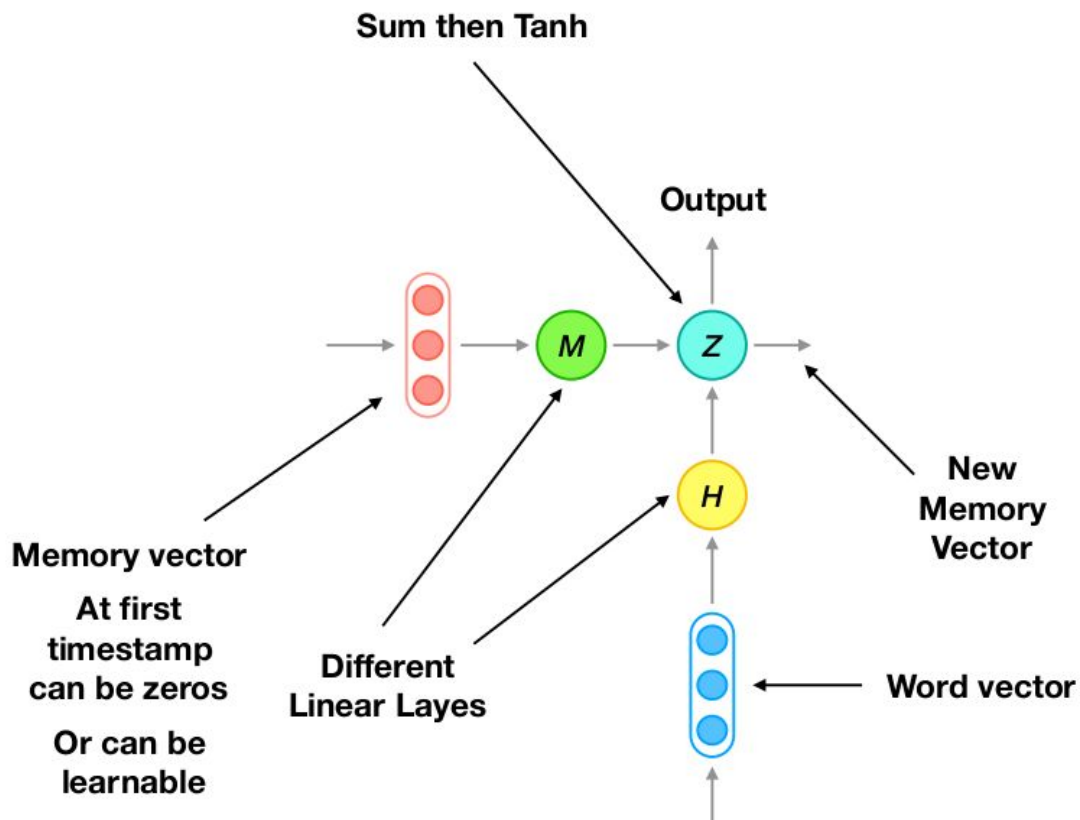 Sum then Tanh
Output
M
Z
H
New
Memory
Vector
Memory vector
At first
timestamp
can be zeros
Or can be
learnable
Different
Linear Layes
Word vector